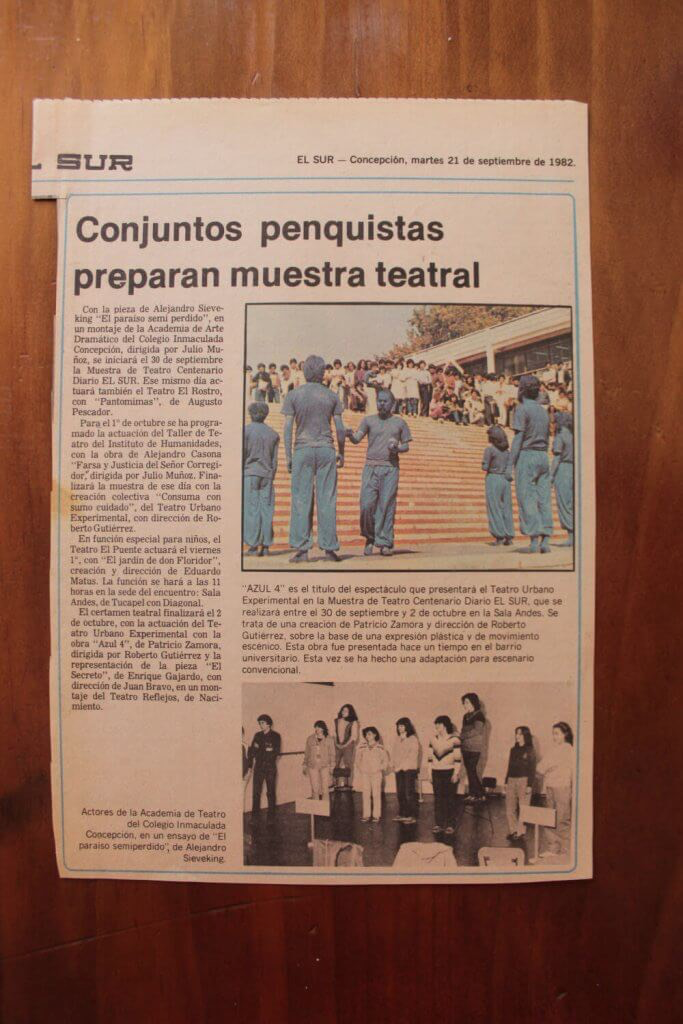 L SUR
EL SUR — Concepción, martes 21 de septiembre de 1982.
Conjuntos penquistas
preparan muestra teatral
Con la pieza de Alejandro Sieve-
king "El paraíso semi perdido", en
un montaje de la Academia de Arte
Dramático del Colegio Inmaculada
Concepción, dirigida por Julio Mu-
ñoz, se iniciará el 30 de septiembre
la Muestra de Teatro Centenario
Diario EL SUR. Ese mismo día ac-
tuará también el Teatro El Rostro,
con "Pantomimas", de Augusto
Pescador.
Para el 1º de octubre se ha progra-
mado la actuación del Taller de Te-
atro del Instituto de Humanidades,
con la obra de Alejandro Casona
"Farsa y Justicia del Señor Corregi-
dor", dirigida por Julio Muñoz. Finali-
zará la muestra de ese día con la
creación colectiva "Consuma con
sumo cuidado", del Teatro Urbano
Experimental, con dirección de Ro-
berto Gutiérrez.
En función especial para niños, el
Teatro El Puente actuará el viernes
1º, con "El jardín de don Floridor",
creación y dirección de Eduardo
Matus. La función se hará a las 11
horas en la sede del encuentro: Sala
Andes, de Tucapel con Diagonal.
El certamen teatral finalizará el 2
de octubre, con la actuación del Te-
atro Urbano Experimental con la
obra "Azul 4", de Patricio Zamora,
dirigida por Roberto Gutiérrez y la
representación de la pieza "El
Secreto", de Enrique Gajardo, con
dirección de Juan Bravo, en un mon-
taje del Teatro Reflejos, de Naci-
miento.
"AZUL 4" es el título del espectáculo que presentará el Teatro Urbano
Experimental en la Muestra de Teatro Centenario Diario EL SUR, que se
realizará entre el 30 de septiembre y 2 de octubre en la Sala Andes. Se
trata de una creación de Patricio Zamora y dirección de Roberto
Gutiérrez, sobre la base de una expresión plástica y de movimiento
escénico. Esta obra fue presentada hace un tiempo en el barrio
universitario. Esta vez se ha hecho una adaptación para escenario
convencional.
Actores de la Academia de Teatro
del Colegio Inmaculada
Concepción, en un ensayo de "El
paraíso semiperdido", de Alejandro
Sieveking.